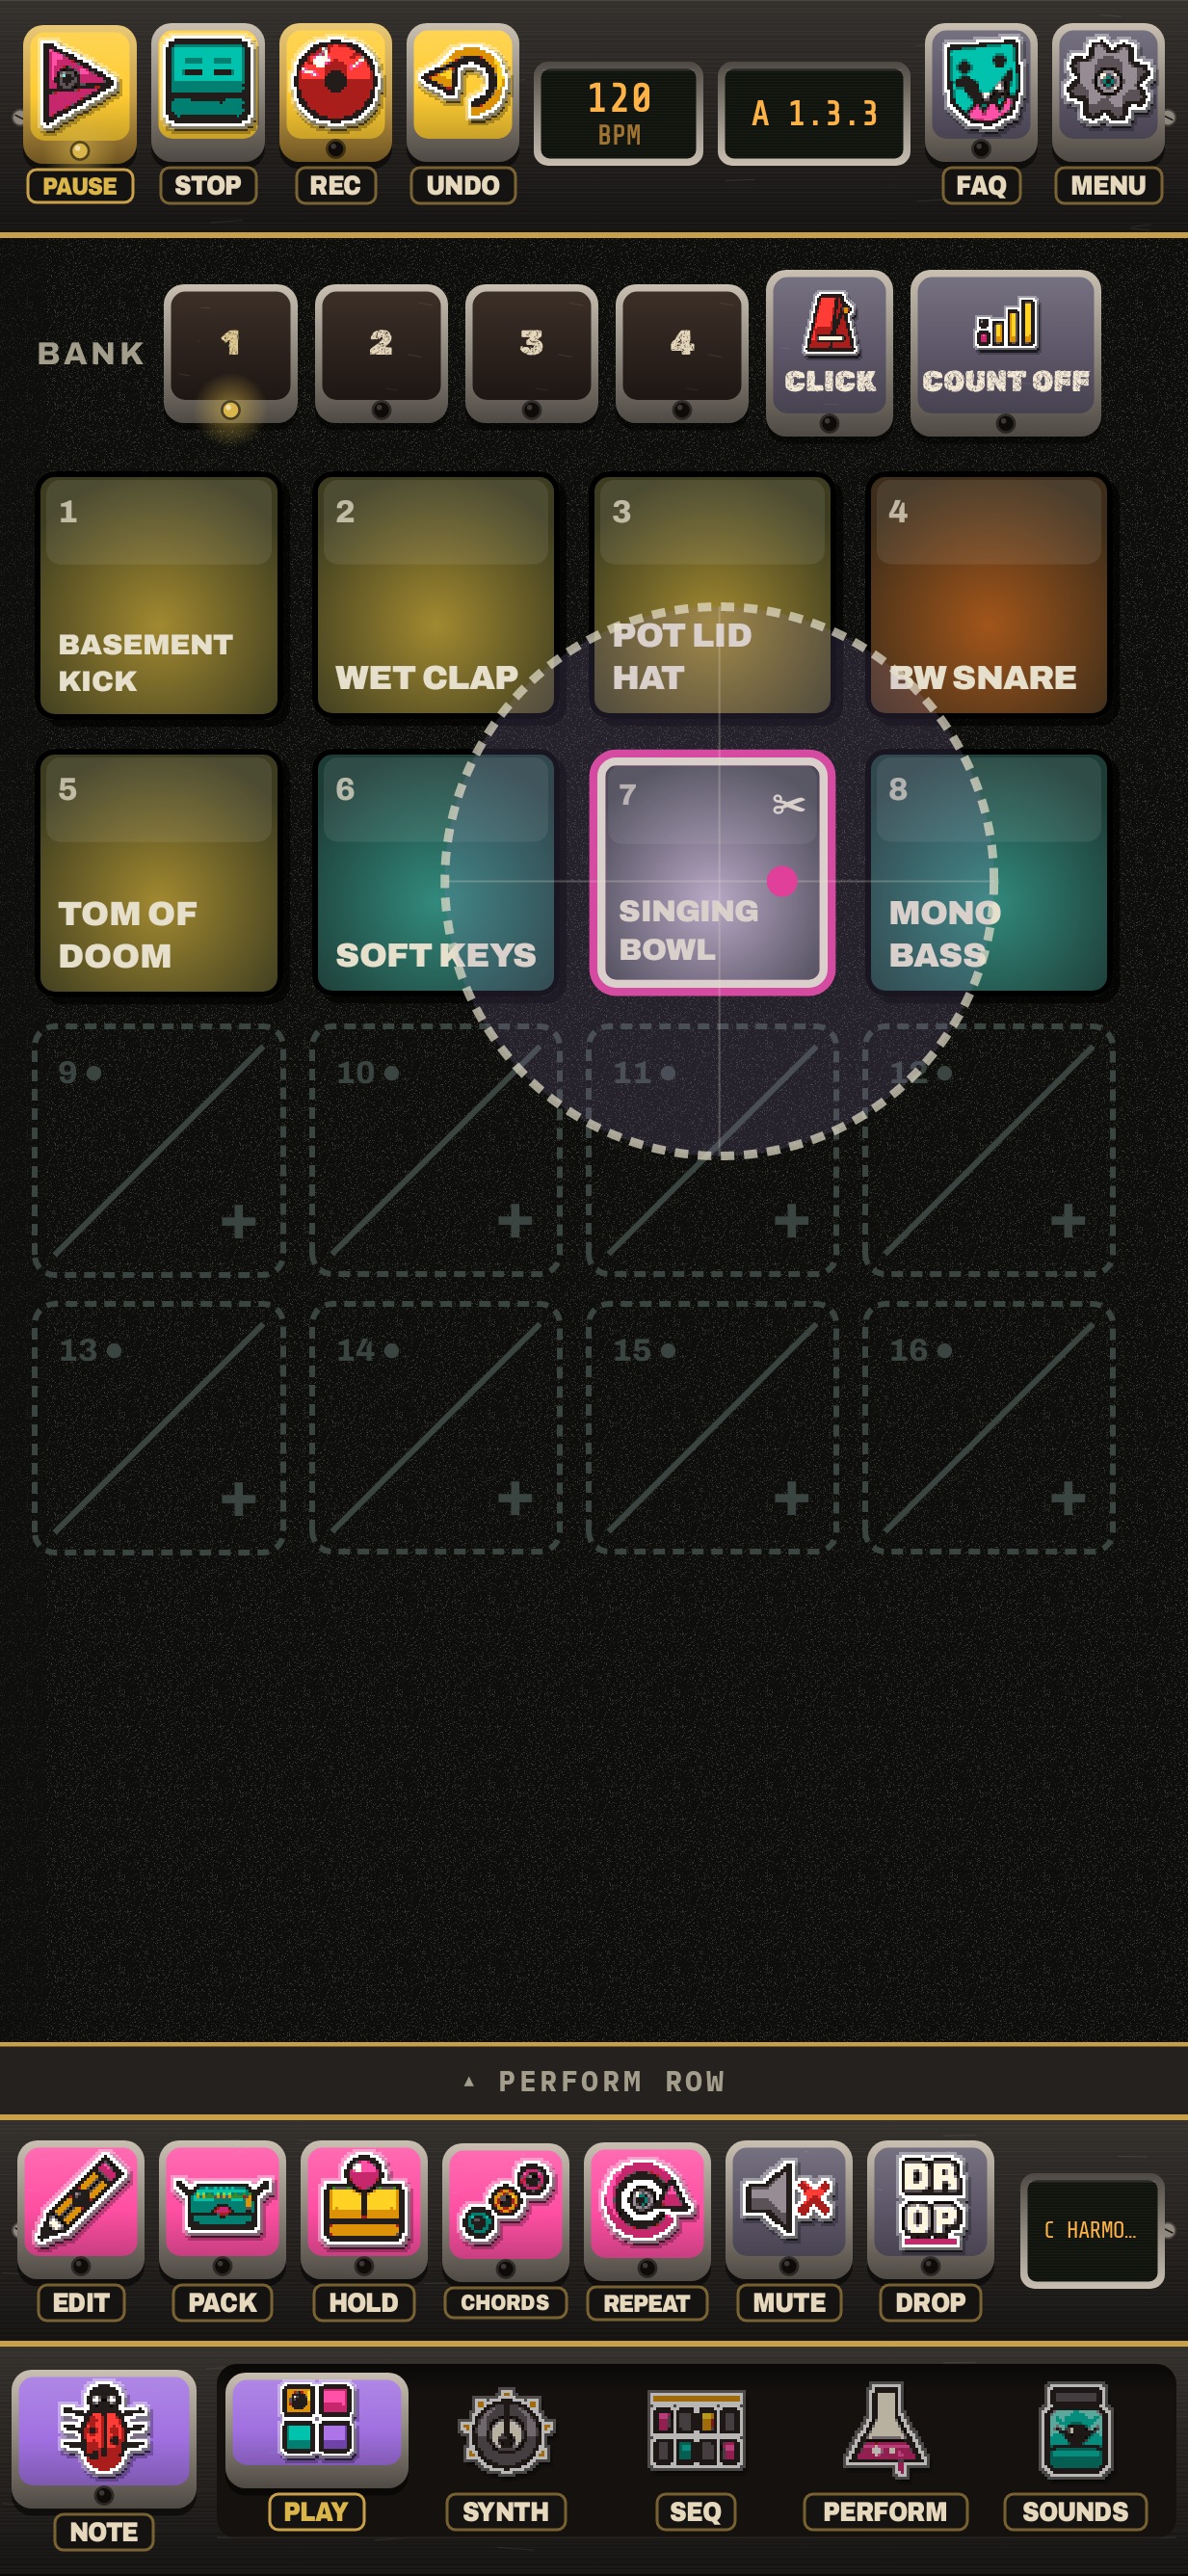 120
BPM
A 1.3.3
PAUSE
STOP
REC
UNDO
FAQ
MENU
BANK
1
2
3
4
CLICK
COUNT OFF
1
BASEMENT
KICK
2
WET CLAP
3
POT LID
HAT
4
BW SNARE
5
TOM OF
DOOM
6
SOFT KEYS
7
SINGING
BOWL
8
MONO
BASS
9
10
11
12
13
14
15
16
▲ PERFORM ROW
DR
OP
C HARMO…
EDIT
PACK
HOLD
CHORDS
REPEAT
MUTE
DROP
NOTE
PLAY
SYNTH
SEQ
PERFORM
SOUNDS